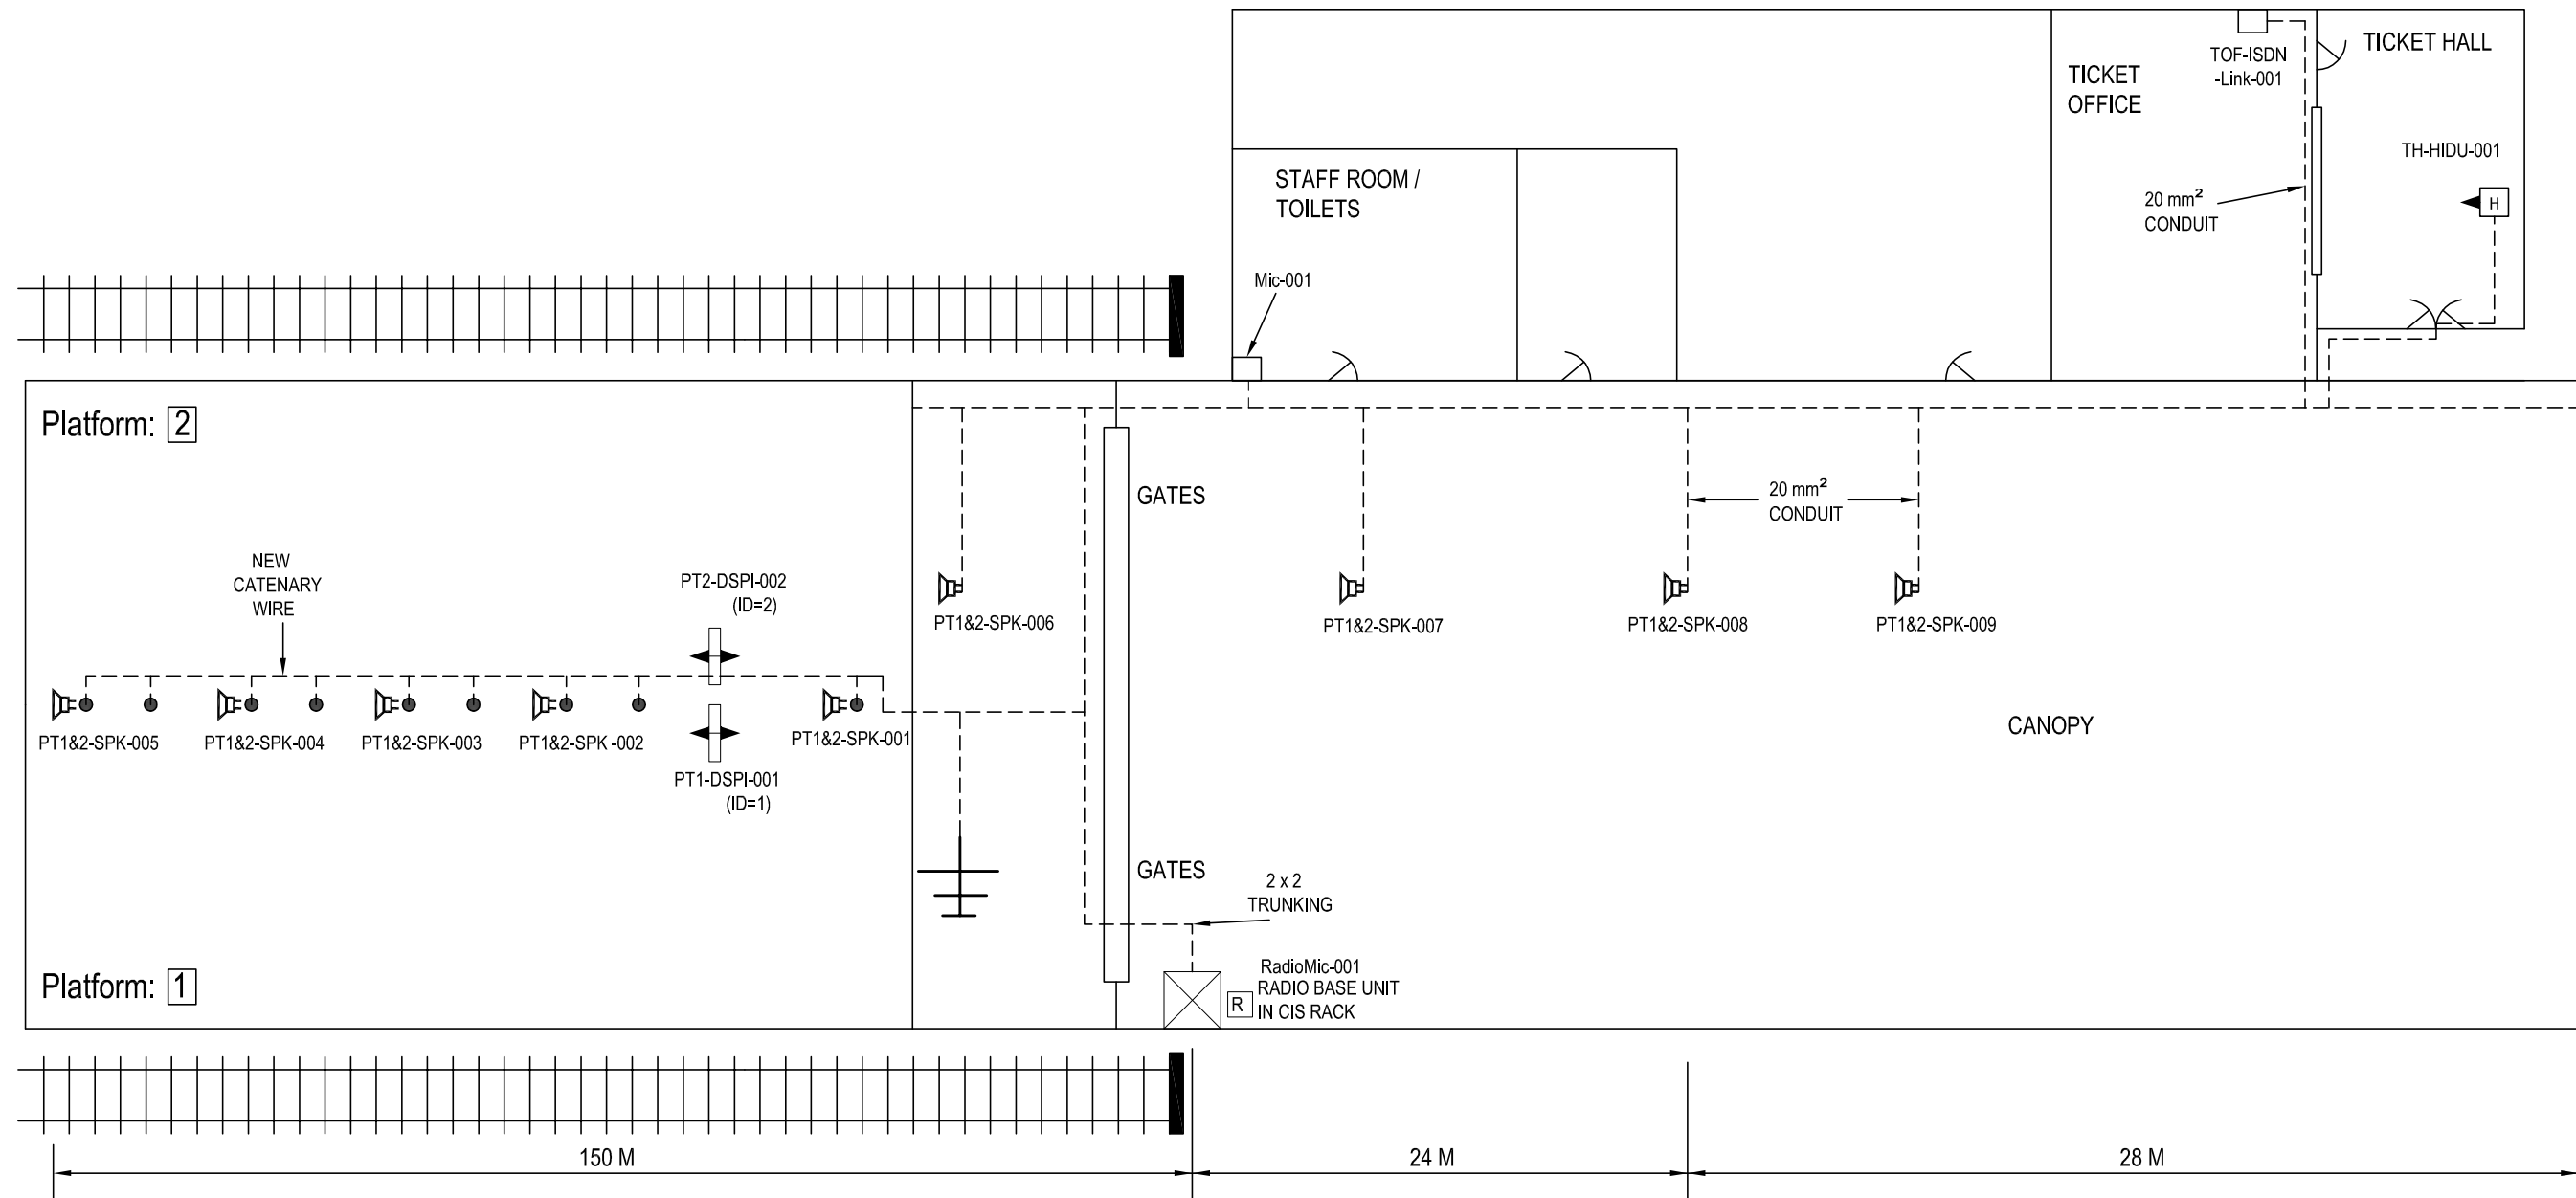 TICKET HALL
TOF-ISDN
-Link-001
TICKET
OFFICE
TH-HIDU-001
STAFF ROOM /
TOILETS
20 mm²
CONDUIT
H
Mic-001
Platform: 2
GATES
20 mm²
CONDUIT
NEW
CATENARY
WIRE
PT2-DSPI-002
(ID=2)
PT1&2-SPK-006
PT1&2-SPK-007
PT1&2-SPK-008
PT1&2-SPK-009
PT1&2-SPK-005
PT1&2-SPK-004
PT1&2-SPK-003
PT1&2-SPK -002
PT1&2-SPK-001
CANOPY
PT1-DSPI-001
(ID=1)
GATES
2 x 2
TRUNKING
Platform: 1
RadioMic-001
RADIO BASE UNIT
R IN CIS RACK
150 M
24 M
28 M